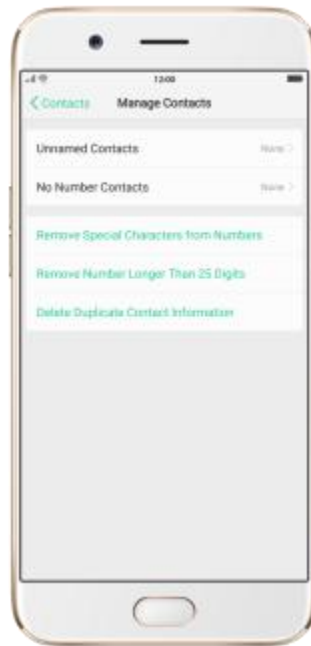 12:00
Contacts Manage Contacts
Unnamed Contacts None
No Number Contacts None
Remove Special Characters from Numbers
Remove Number Longer Than 25 Digits
Delete Duplicate Contact Information